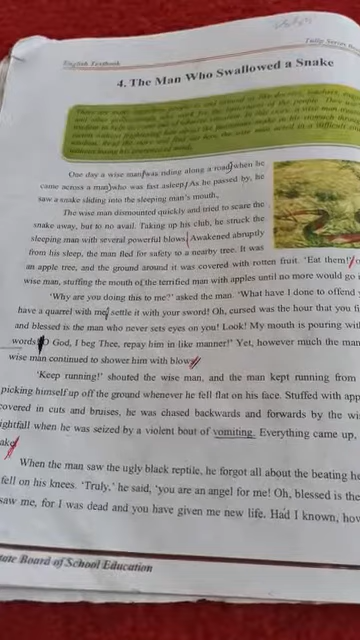 English Textbook
Tulip Series
4. The Man Who Swallowed a Snake
One day a wise man was riding along a road when he
came across a man who was fast asleep. As he passed by, he
saw a snake sliding into the sleeping man's mouth.
The wise man dismounted quickly and tried to scare the
snake away, but to no avail. Taking up his club, he struck the
sleeping man with several powerful blows. Awakened abruptly
from his sleep, the man fled for safety to a nearby tree. It was
an apple tree, and the ground around it was covered with rotten fruit. 'Eat them!'
wise man, stuffing the mouth of the terrified man with apples until no more would go
'Why are you doing this to me?' asked the man. 'What have I done to offend
have a quarrel with me, settle it with your sword! Oh, cursed was the hour that you
and blessed is the man who never sets eyes on you! Look! My mouth is pouring with
words. God, I beg Thee, repay him in like manner!' Yet, however much the man
wise man continued to shower him with blows.
'Keep running!' shouted the wise man, and the man kept running from
picking himself up off the ground whenever he fell flat on his face. Stuffed with
covered in cuts and bruises, he was chased backwards and forwards by the
ightfall when he was seized by a violent bout of vomiting. Everything came up,
ake.
When the man saw the ugly black reptile, he forgot all about the beating he
fell on his knees. 'Truly,' he said, 'you are an angel for me! Oh, blessed is the
saw me, for I was dead and you have given me new life. Had I known, how
tate Board of School Education